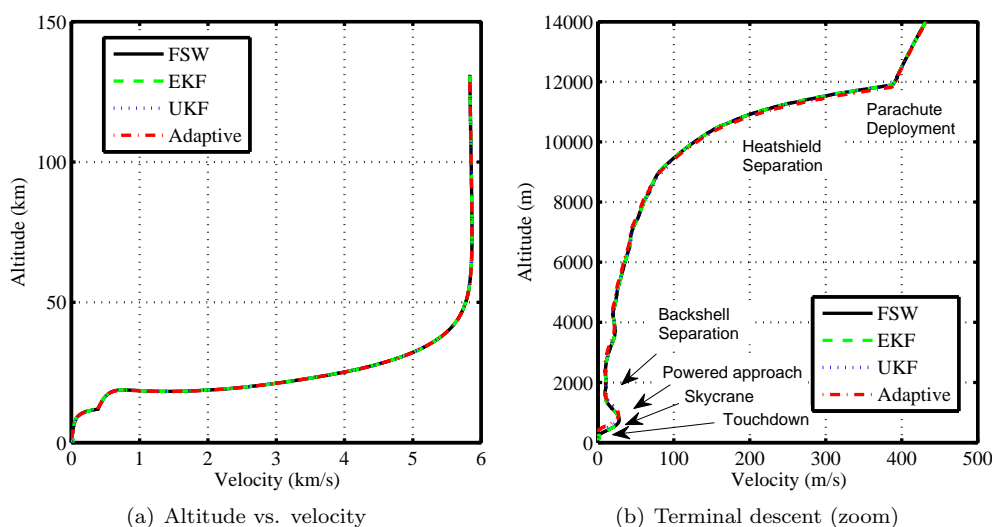 150
100
50
0
Altitude (km)
FSW
EKF
UKF
Adaptive
0 1 2 3 4 5 6
Velocity (km/s)
(a) Altitude vs. velocity
14000
12000
10000
8000
6000
4000
2000
0
Altitude (m)
Parachute
Deployment
Heatshield
Separation
Backshell
Separation
Powered approach
Skycrane
Touchdown
FSW
EKF
UKF
Adaptive
0 100 200 300 400 500
Velocity (m/s)
(b) Terminal descent (zoom)